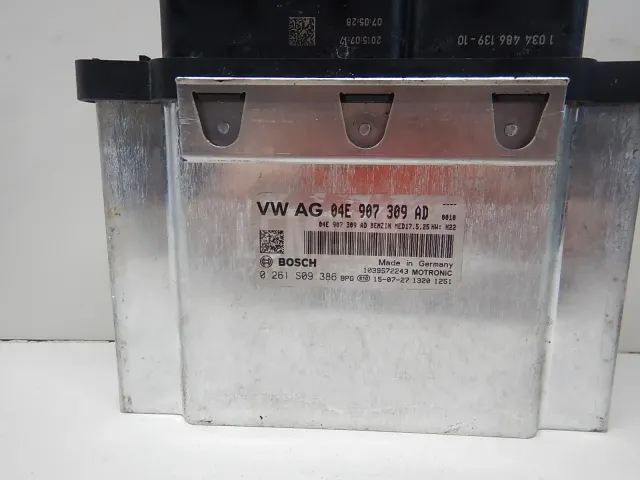 07:05:28
2015-07-17
1 034 486 139-10
VW AG 04E 907 309 AD 0010
04E 907 309 AD BENZIN MED17.5.25 HW: H22
BOSCH Made in Germany
1039S72243 MOTRONIC
0 261 S09 386 BPG 15-07-27 1320 1251